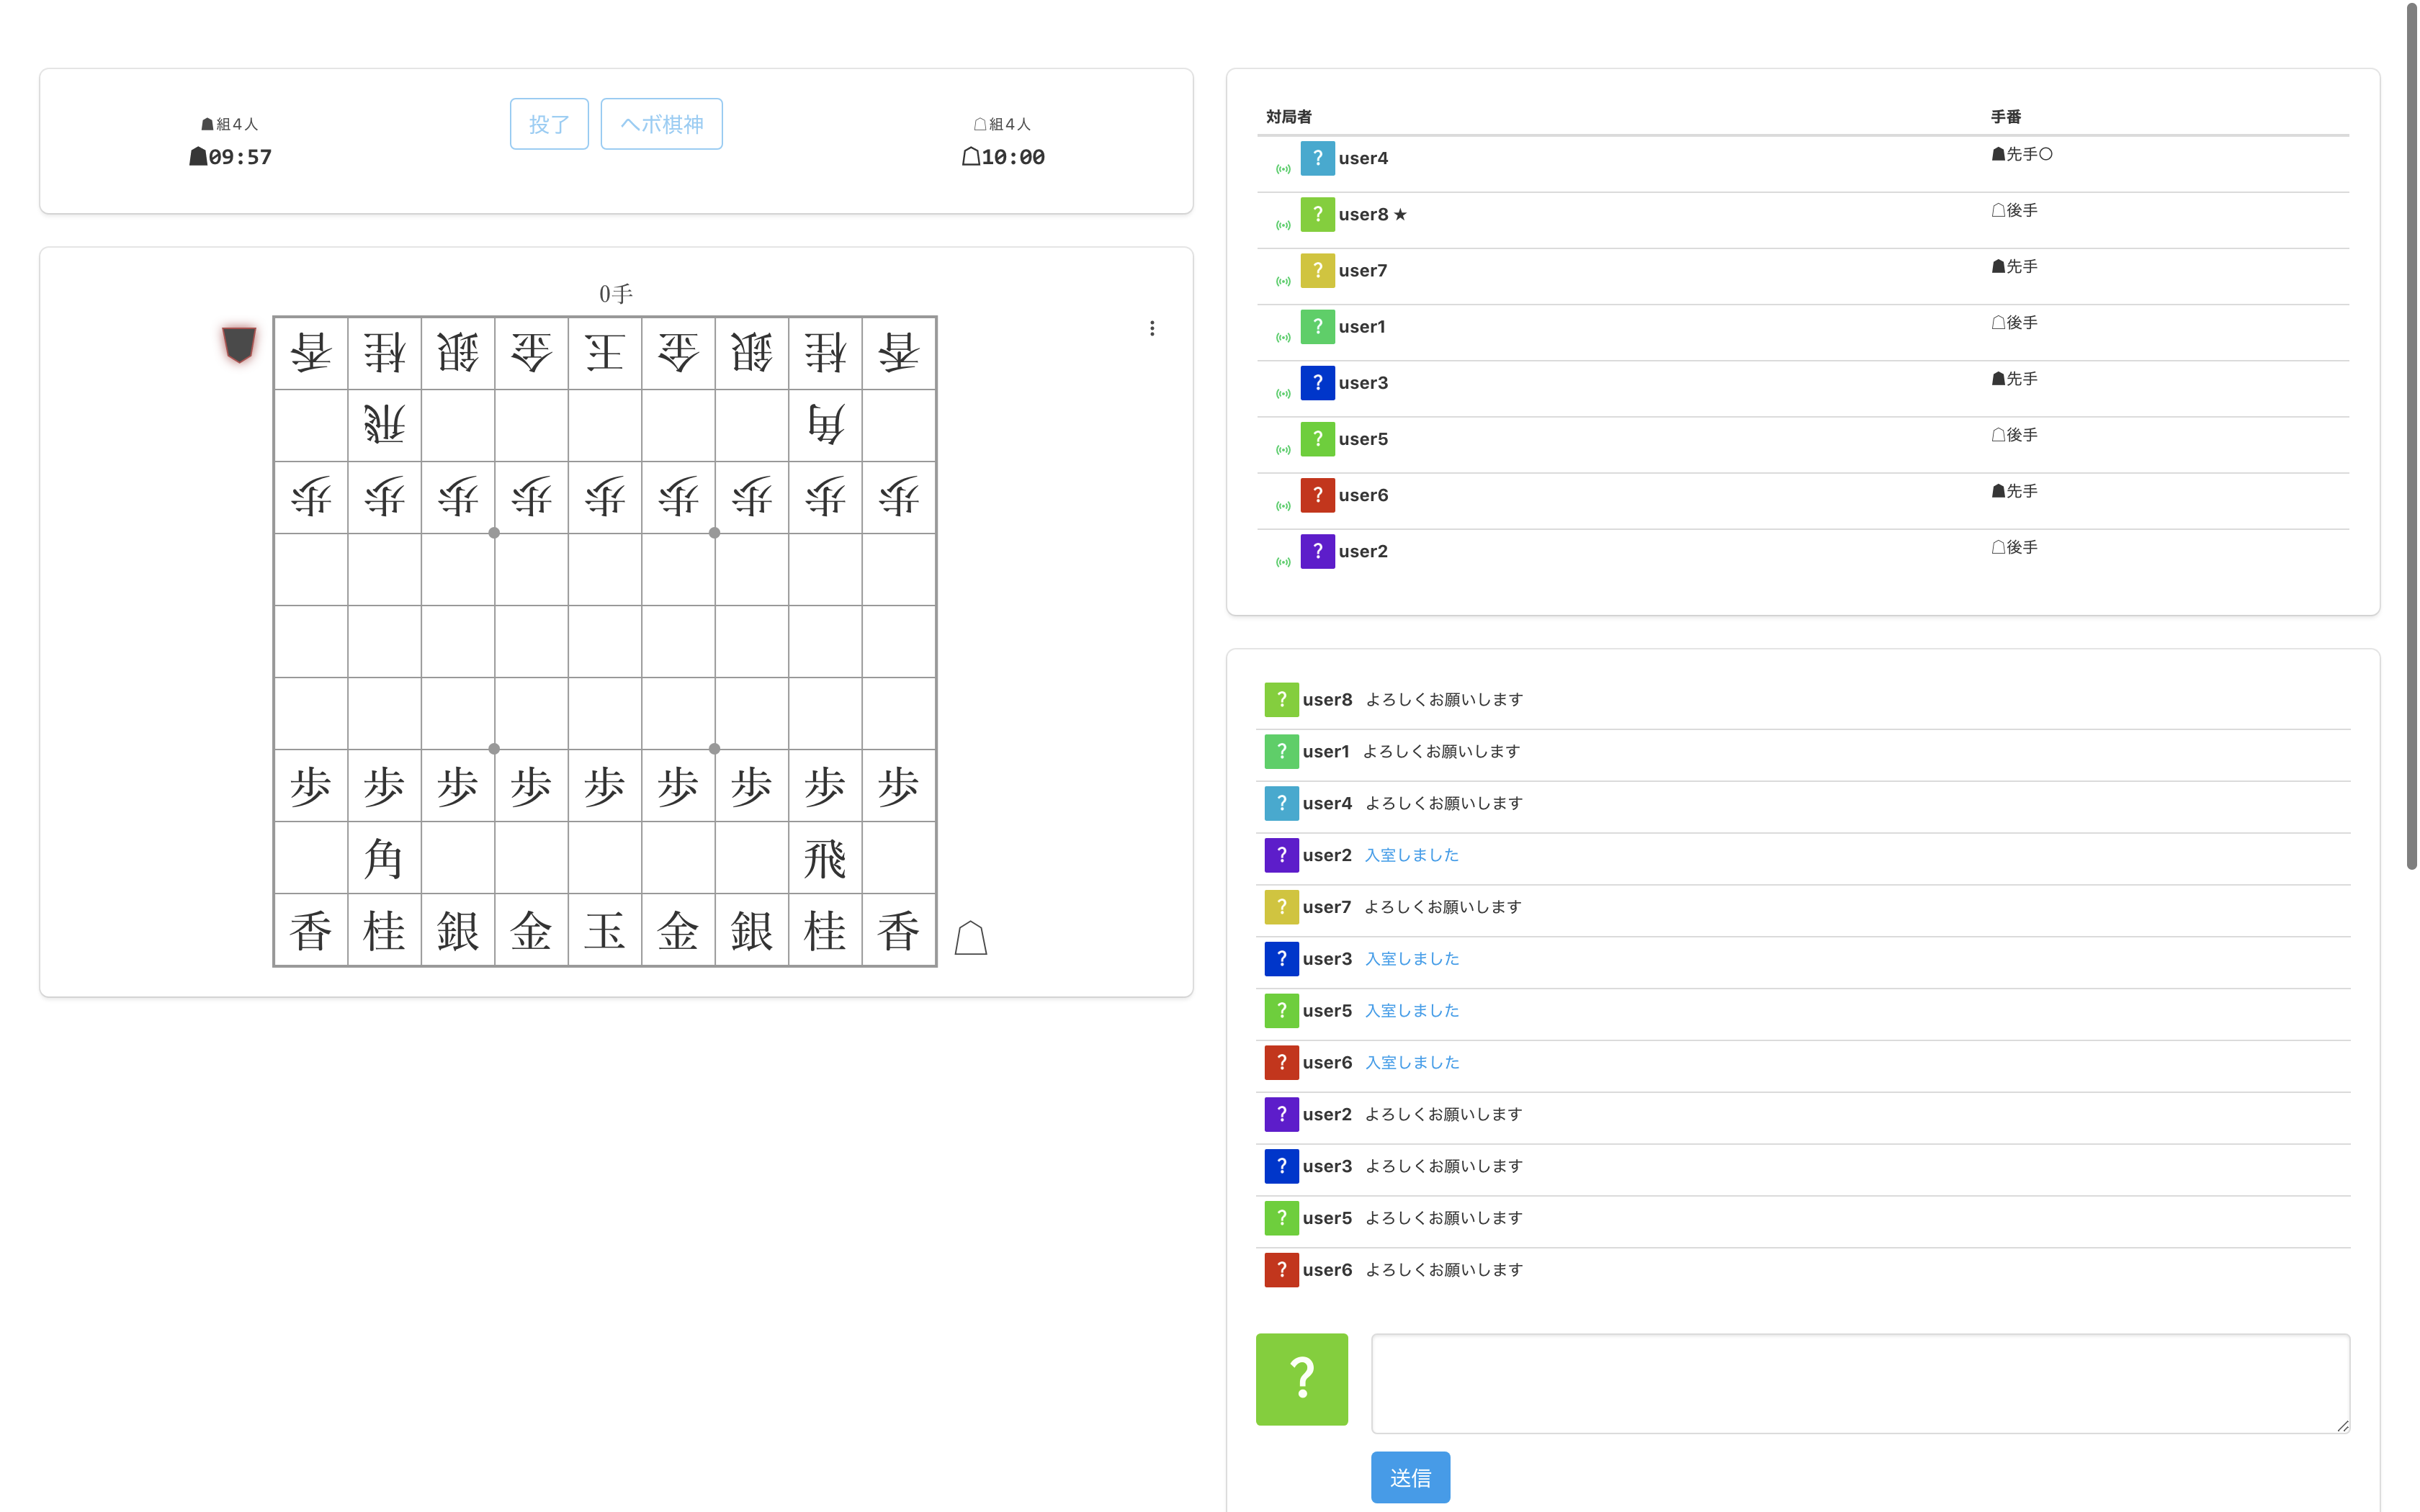 ☗組4人
☗09:57
投了
ヘボ棋神
☖組4人
☖10:00
0手
香桂銀金玉金銀桂香
飛角
歩歩歩歩歩歩歩歩歩
歩歩歩歩歩歩歩歩歩
角飛
香桂銀金玉金銀桂香
対局者 手番
? user4 ☗先手○
? user8 ★ ☖後手
? user7 ☗先手
? user1 ☖後手
? user3 ☗先手
? user5 ☖後手
? user6 ☗先手
? user2 ☖後手
? user8 よろしくお願いします
? user1 よろしくお願いします
? user4 よろしくお願いします
? user2 入室しました
? user7 よろしくお願いします
? user3 入室しました
? user5 入室しました
? user6 入室しました
? user2 よろしくお願いします
? user3 よろしくお願いします
? user5 よろしくお願いします
? user6 よろしくお願いします
?
送信